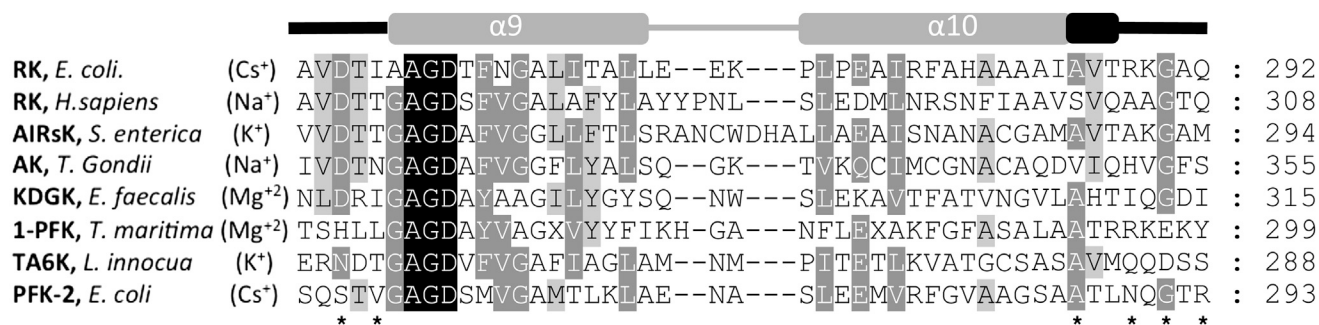 α9 α10
RK, E. coli. (Cs⁺) AVDTIAAGDTFNGALITALLE--EK---PLPEAIRFAHAAAAIAVTRKGAQ : 292
RK, H.sapiens (Na⁺) AVDTTGAGDSFVGALAFYLAYYPNL---SLEDMLNRSNFIAAVSVQAAGTQ : 308
AIRsK, S. enterica (K⁺) VVDTTGAGDAFVGGLLFTLSRANCWDHALLAEAISNANACGAMAVTAKGAM : 294
AK, T. Gondii (Na⁺) IVDTNGAGDAFVGGFLYALSQ--GK---TVKQCIMCGNACAQDVIQHVGFS : 355
KDGK, E. faecalis (Mg⁺²) NLDRIGAGDAYAAGILYGYSQ--NW---SLEKAVTFATVNGVLAHTIQGDI : 315
1-PFK, T. maritima (Mg⁺²) TSHLLGAGDAYVAGXVYYFIKH-GA---NFLEXAKFGFASALAATRRKEKY : 299
TA6K, L. innocua (K⁺) ERNDTGAGDVFVGAFIAGLAM--NM---PITETLKVATGCSASAVMQQDSS : 288
PFK-2, E. coli (Cs⁺) SQSTVGAGDSMVGAMTLKLAE--NA---SLEEMVRFGVAAGSAATLNQGTR : 293
* * * * * *